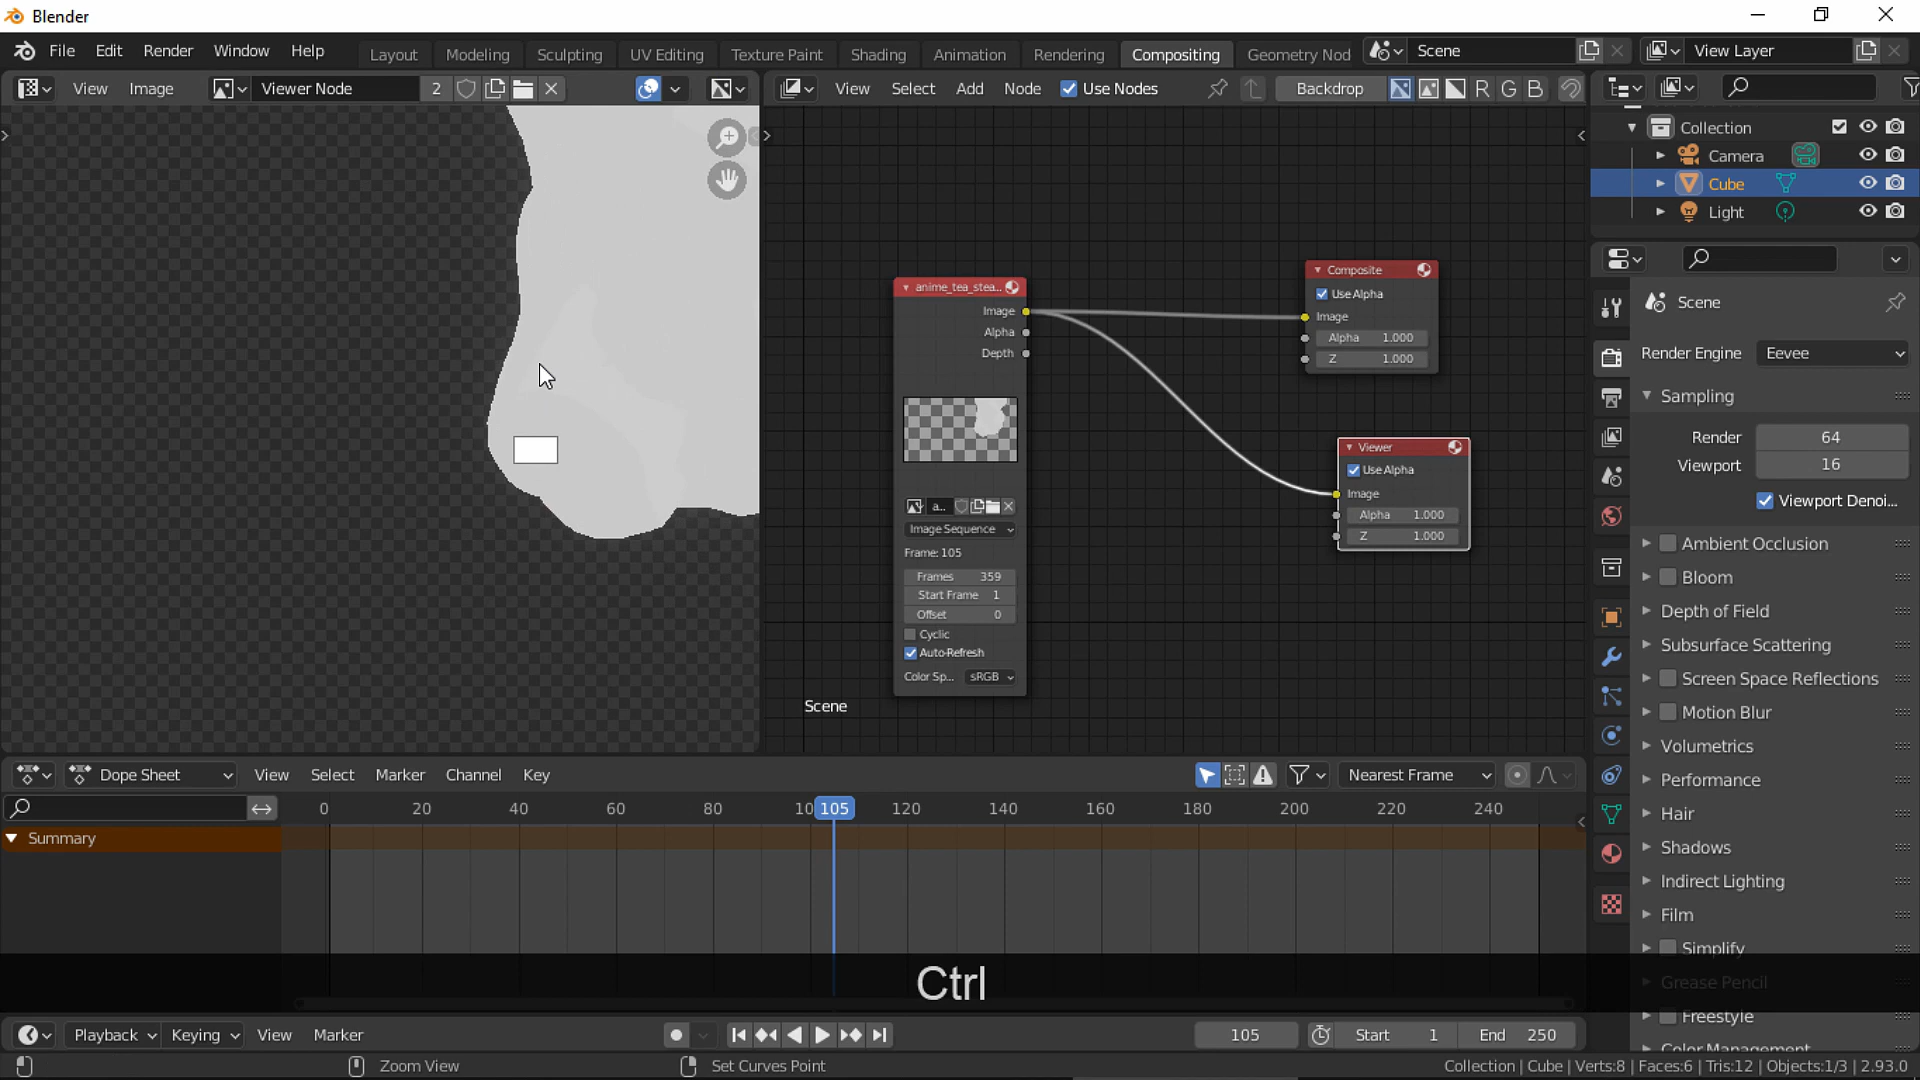 Blender
File Edit Render Window Help Layout Modeling Sculpting UV Editing Texture Paint Shading Animation Rendering Compositing Geometry Nod Scene View Layer
View Image Viewer Node 2 View Select Add Node Use Nodes Backdrop R G B
Collection
Camera
Cube
Light
anime_tea_stea...
Image
Alpha
Depth
a...
Image Sequence
Frame: 105
Frames 359
Start Frame 1
Offset 0
Cyclic
Auto-Refresh
Color Sp... sRGB
Composite
Use Alpha
Image
Alpha 1.000
Z 1.000
Viewer
Use Alpha
Image
Alpha 1.000
Z 1.000
Scene
Scene
Render Engine Eevee
Sampling
Render 64
Viewport 16
Viewport Denoi...
Ambient Occlusion
Bloom
Depth of Field
Subsurface Scattering
Screen Space Reflections
Motion Blur
Volumetrics
Performance
Hair
Shadows
Indirect Lighting
Film
Simplify
Grease Pencil
Freestyle
Color Management
Dope Sheet View Select Marker Channel Key Nearest Frame
0 20 40 60 80 10 105 120 140 160 180 200 220 240
Summary
Ctrl
Playback Keying View Marker 105 Start 1 End 250
Zoom View Set Curves Point Collection | Cube | Verts:8 | Faces:6 | Tris:12 | Objects:1/3 | 2.93.0